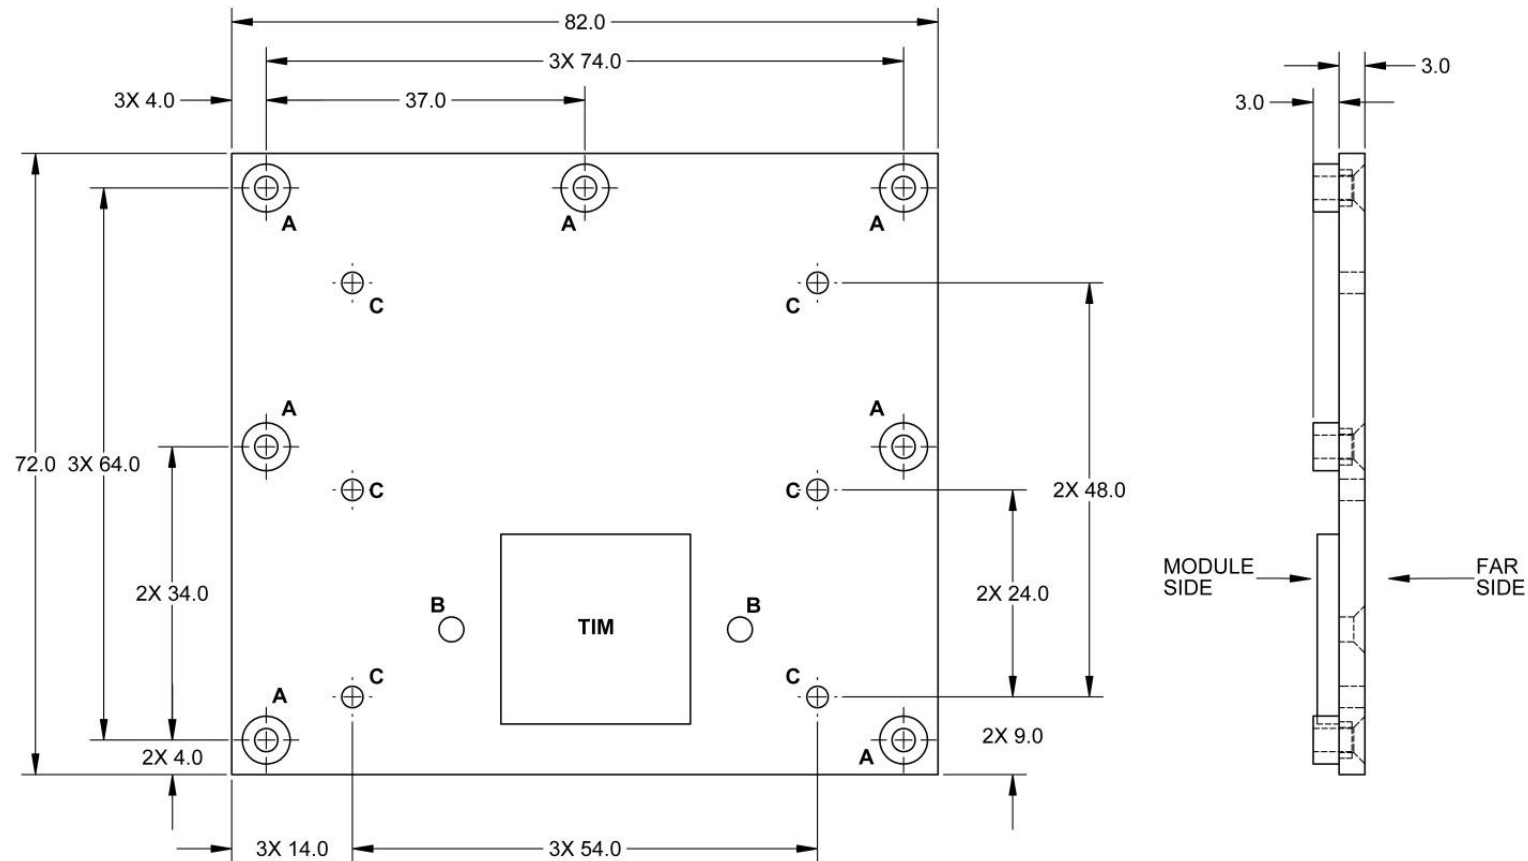 82.0
3X 74.0
3.0
3X 4.0
37.0
3.0
A
A
A
C
C
A
A
72.0
3X 64.0
C
C
2X 48.0
MODULE
SIDE
FAR
SIDE
2X 34.0
B
B
2X 24.0
TIM
C
C
A
2X 9.0
2X 4.0
A
3X 14.0
3X 54.0